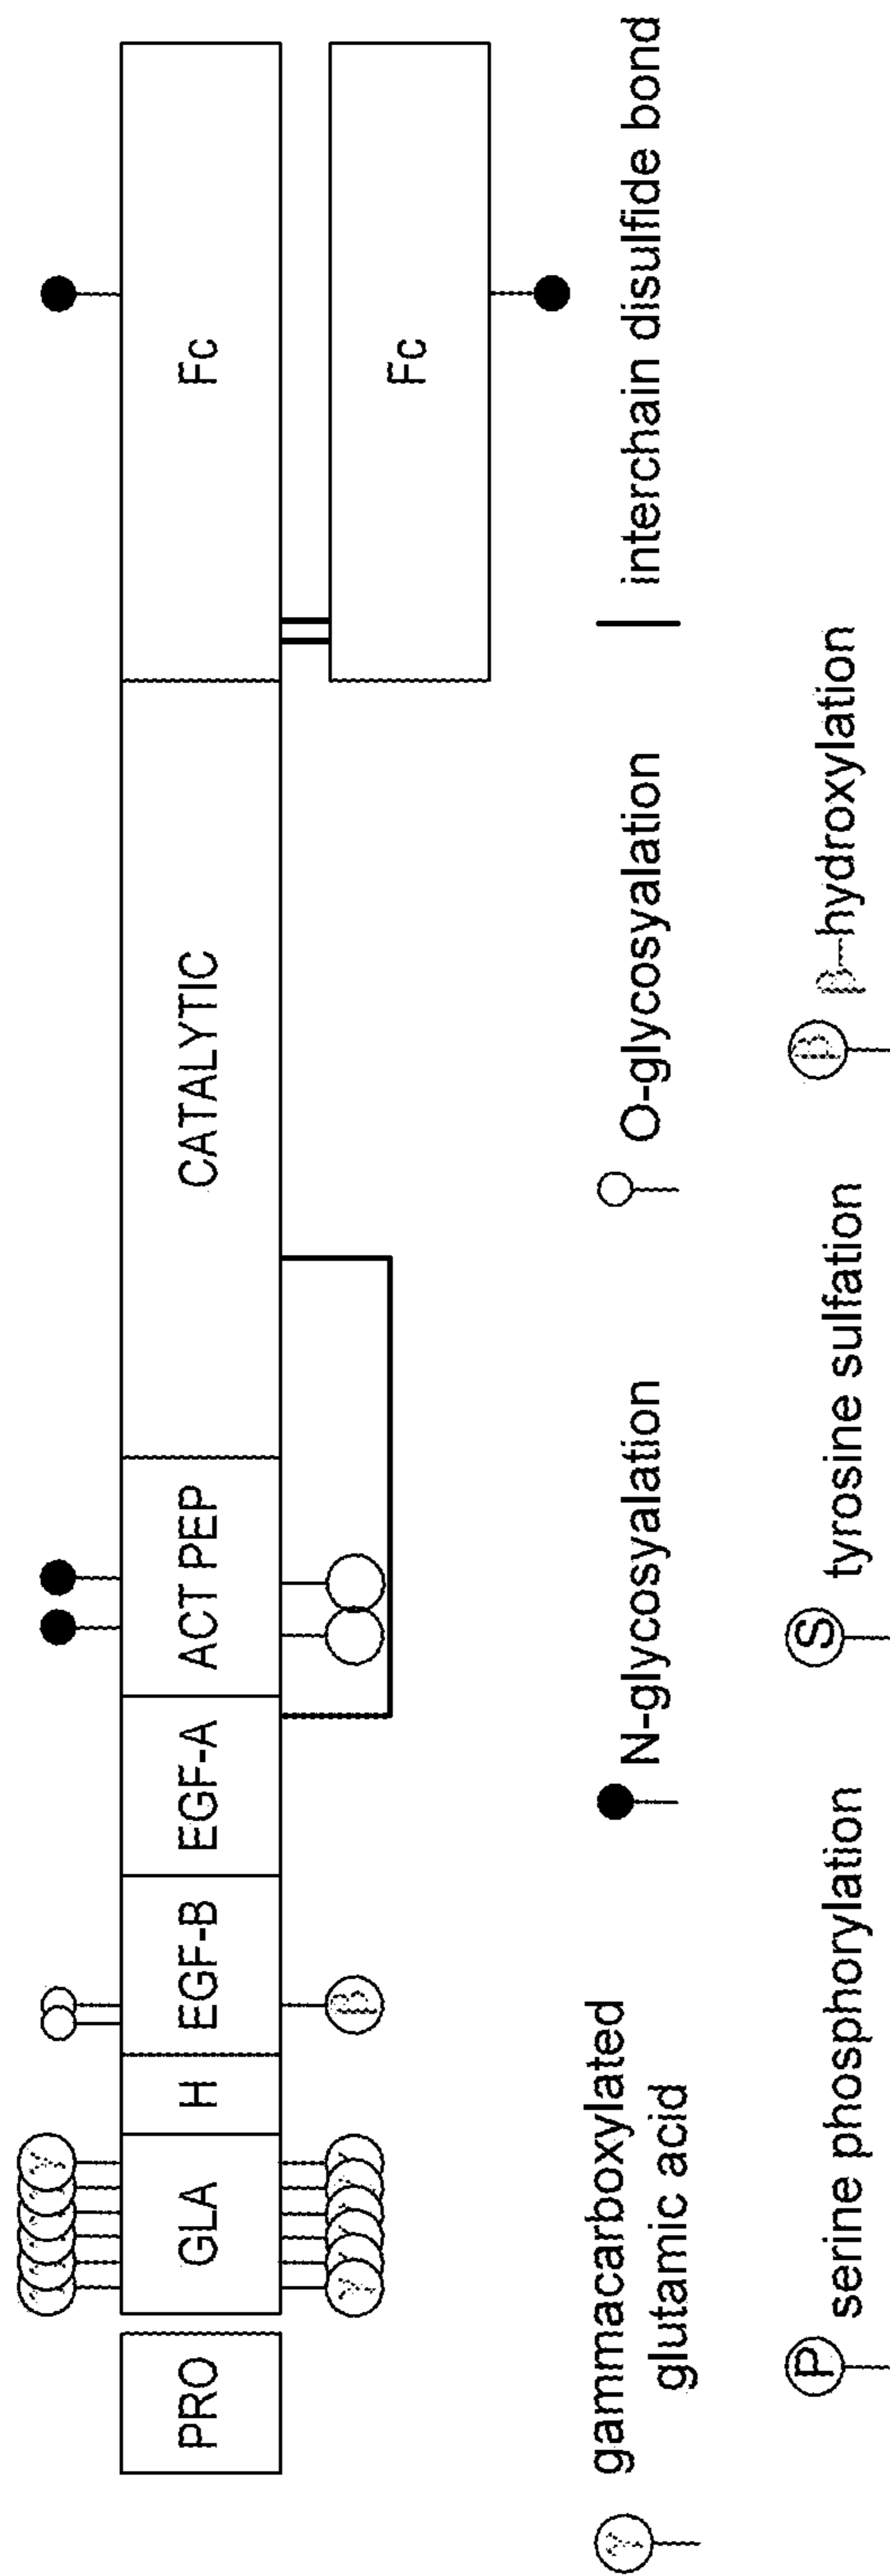 PRO
GLA
H
EGF-B
EGF-A
ACT PEP
CATALYTIC
Fc
Fc
γ γ γ γ γ γ
γ γ γ γ γ γ
β
γ gammacarboxylated
glutamic acid
N-glycosyalation
O-glycosyalation
interchain disulfide bond
P serine phosphorylation
S tyrosine sulfation
β β-hydroxylation